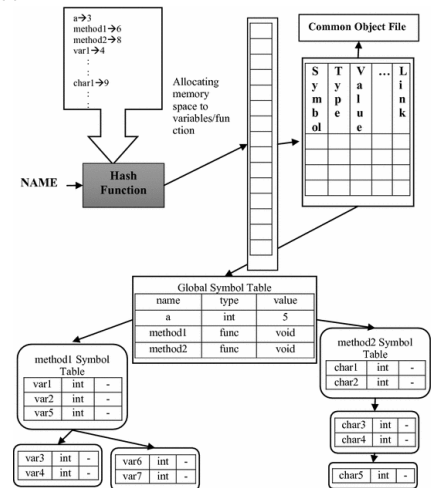 a→3
method1→6
method2→8
var1→4
:
:
char1→9
:
:
Allocating
memory
space to
variables/fun
ction
NAME
Hash
Function
Common Object File
Symbol Type Value ... Link
Global Symbol Table
name type value
a int 5
method1 func void
method2 func void
method1 Symbol
Table
var1 int -
var2 int -
var5 int -
var3 int -
var4 int -
var6 int -
var7 int -
method2 Symbol
Table
char1 int -
char2 int -
char3 int -
char4 int -
char5 int -